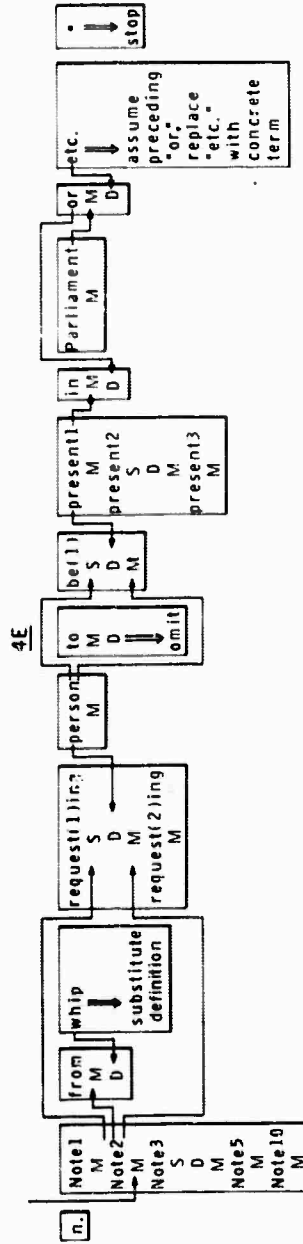 4E
n.
Note1
M
Note2
M
Note3
S
D
M
Note5
M
Note10
M
from
M
D
whip
substitute
definition
request(1)ing
S
D
M
request(2)ing
M
person
M
to
M
D
omit
be(1)
S
D
M
present1
M
present2
S
D
M
present3
M
in
M
D
Parliament
M
or
M
D
etc.
assume
preceding
"or,"
replace
"etc."
with
concrete
term
.
stop